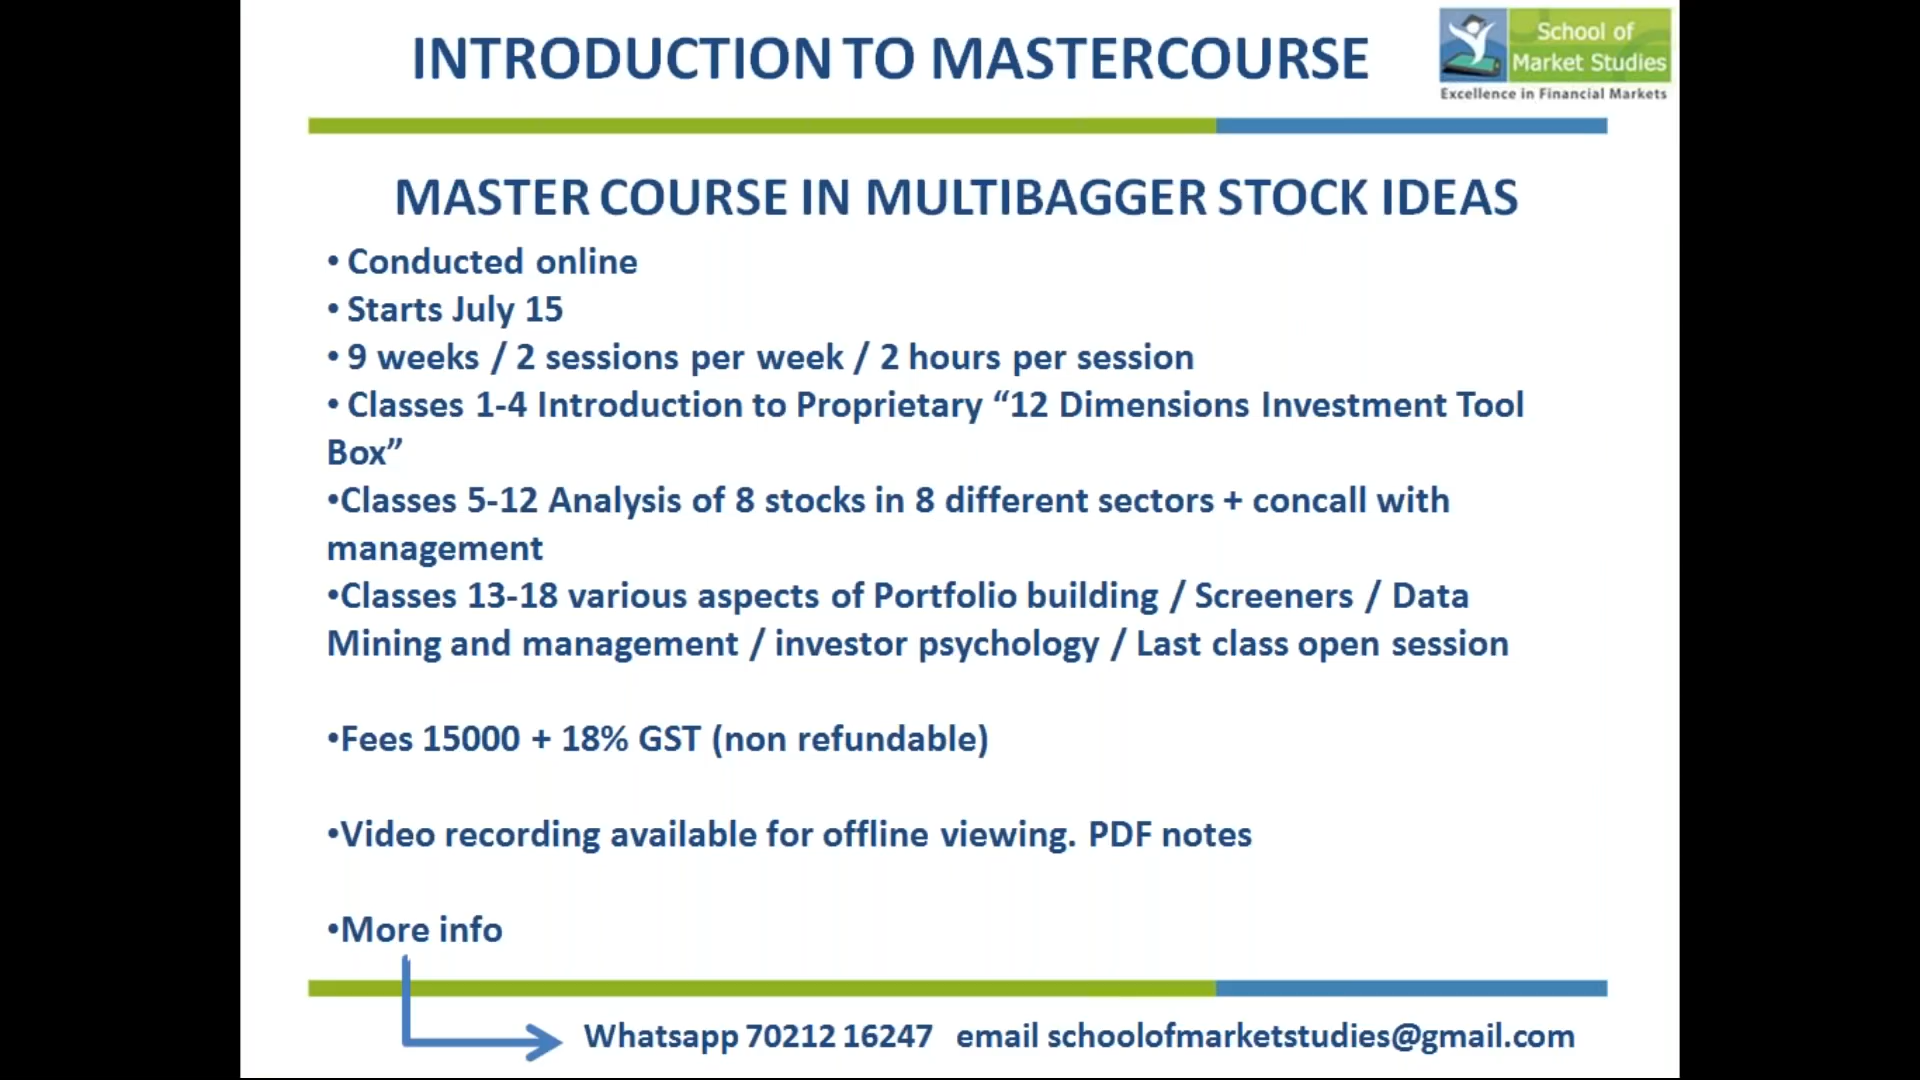 INTRODUCTION TO MASTERCOURSE
School of
Market Studies
Excellence in Financial Markets
MASTER COURSE IN MULTIBAGGER STOCK IDEAS
• Conducted online
• Starts July 15
• 9 weeks / 2 sessions per week / 2 hours per session
• Classes 1-4 Introduction to Proprietary “12 Dimensions Investment Tool
Box”
•Classes 5-12 Analysis of 8 stocks in 8 different sectors + concall with
management
•Classes 13-18 various aspects of Portfolio building / Screeners / Data
Mining and management / investor psychology / Last class open session
•Fees 15000 + 18% GST (non refundable)
•Video recording available for offline viewing. PDF notes
•More info
Whatsapp 70212 16247 email schoolofmarketstudies@gmail.com